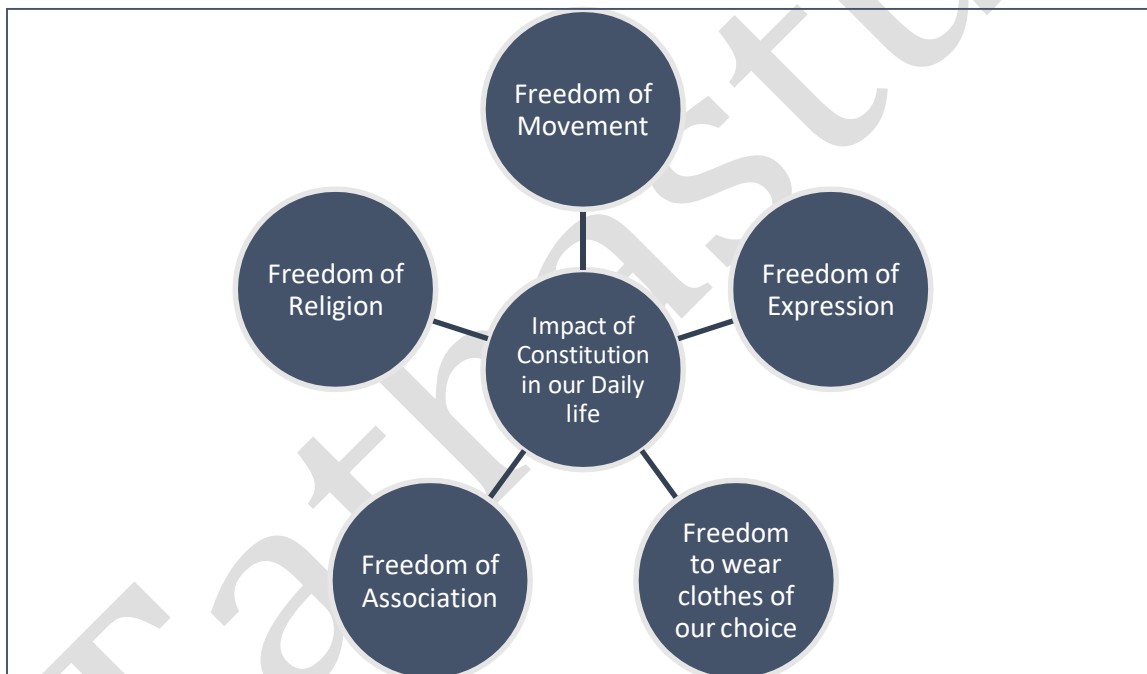 Freedom of
Movement
Freedom of
Expression
Freedom
to wear
clothes of
our choice
Freedom of
Association
Freedom of
Religion
Impact of
Constitution
in our Daily
life
Tathastu